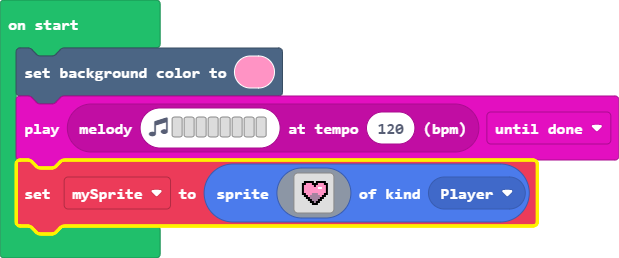 on start
set background color to
play melody at tempo 120 (bpm) until done
set mySprite to sprite of kind Player